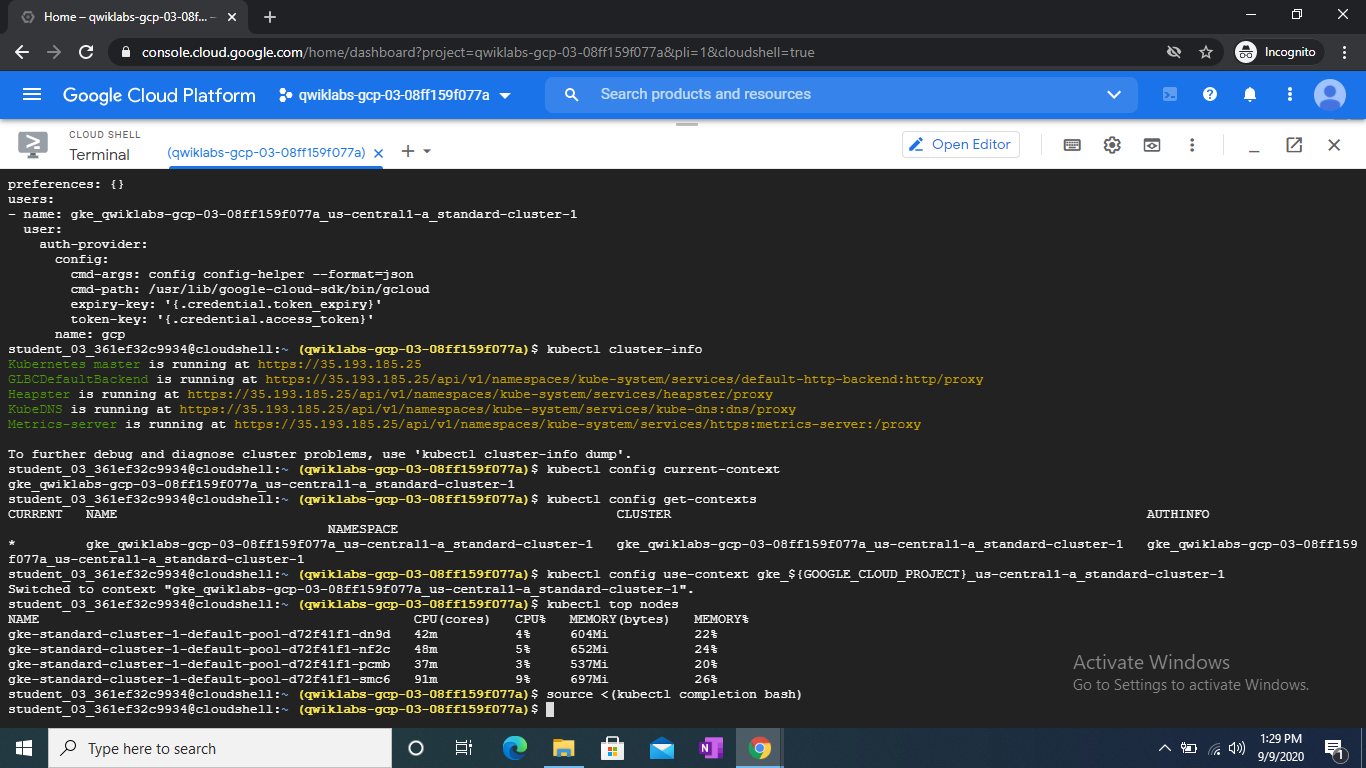 Home – qwiklabs-gcp-03-08f... –
console.cloud.google.com/home/dashboard?project=qwiklabs-gcp-03-08ff159f077a&pli=1&cloudshell=true
Incognito
Google Cloud Platform
qwiklabs-gcp-03-08ff159f077a
Search products and resources
CLOUD SHELL
Terminal
(qwiklabs-gcp-03-08ff159f077a)
Open Editor
preferences: {}
users:
- name: gke_qwiklabs-gcp-03-08ff159f077a_us-central1-a_standard-cluster-1
  user:
    auth-provider:
      config:
        cmd-args: config config-helper --format=json
        cmd-path: /usr/lib/google-cloud-sdk/bin/gcloud
        expiry-key: '{.credential.token_expiry}'
        token-key: '{.credential.access_token}'
      name: gcp
student_03_361ef32c9934@cloudshell:~ (qwiklabs-gcp-03-08ff159f077a)$ kubectl cluster-info
Kubernetes master is running at https://35.193.185.25
GLBCDefaultBackend is running at https://35.193.185.25/api/v1/namespaces/kube-system/services/default-http-backend:http/proxy
Heapster is running at https://35.193.185.25/api/v1/namespaces/kube-system/services/heapster/proxy
KubeDNS is running at https://35.193.185.25/api/v1/namespaces/kube-system/services/kube-dns:dns/proxy
Metrics-server is running at https://35.193.185.25/api/v1/namespaces/kube-system/services/https:metrics-server:/proxy
To further debug and diagnose cluster problems, use 'kubectl cluster-info dump'.
student_03_361ef32c9934@cloudshell:~ (qwiklabs-gcp-03-08ff159f077a)$ kubectl config current-context
gke_qwiklabs-gcp-03-08ff159f077a_us-central1-a_standard-cluster-1
student_03_361ef32c9934@cloudshell:~ (qwiklabs-gcp-03-08ff159f077a)$ kubectl config get-contexts
CURRENT   NAME   CLUSTER   AUTHINFO
NAMESPACE
*   gke_qwiklabs-gcp-03-08ff159f077a_us-central1-a_standard-cluster-1   gke_qwiklabs-gcp-03-08ff159f077a_us-central1-a_standard-cluster-1   gke_qwiklabs-gcp-03-08ff159
f077a_us-central1-a_standard-cluster-1
student_03_361ef32c9934@cloudshell:~ (qwiklabs-gcp-03-08ff159f077a)$ kubectl config use-context gke_${GOOGLE_CLOUD_PROJECT}_us-central1-a_standard-cluster-1
Switched to context "gke_qwiklabs-gcp-03-08ff159f077a_us-central1-a_standard-cluster-1".
student_03_361ef32c9934@cloudshell:~ (qwiklabs-gcp-03-08ff159f077a)$ kubectl top nodes
NAME   CPU(cores)   CPU%   MEMORY(bytes)   MEMORY%
gke-standard-cluster-1-default-pool-d72f41f1-dn9d   42m   4%   604Mi   22%
gke-standard-cluster-1-default-pool-d72f41f1-nf2c   48m   5%   652Mi   24%
gke-standard-cluster-1-default-pool-d72f41f1-pcmb   37m   3%   537Mi   20%
gke-standard-cluster-1-default-pool-d72f41f1-smc6   91m   9%   697Mi   26%
student_03_361ef32c9934@cloudshell:~ (qwiklabs-gcp-03-08ff159f077a)$ source <(kubectl completion bash)
student_03_361ef32c9934@cloudshell:~ (qwiklabs-gcp-03-08ff159f077a)$
Activate Windows
Go to Settings to activate Windows.
Type here to search
N
1:29 PM
9/9/2020
1